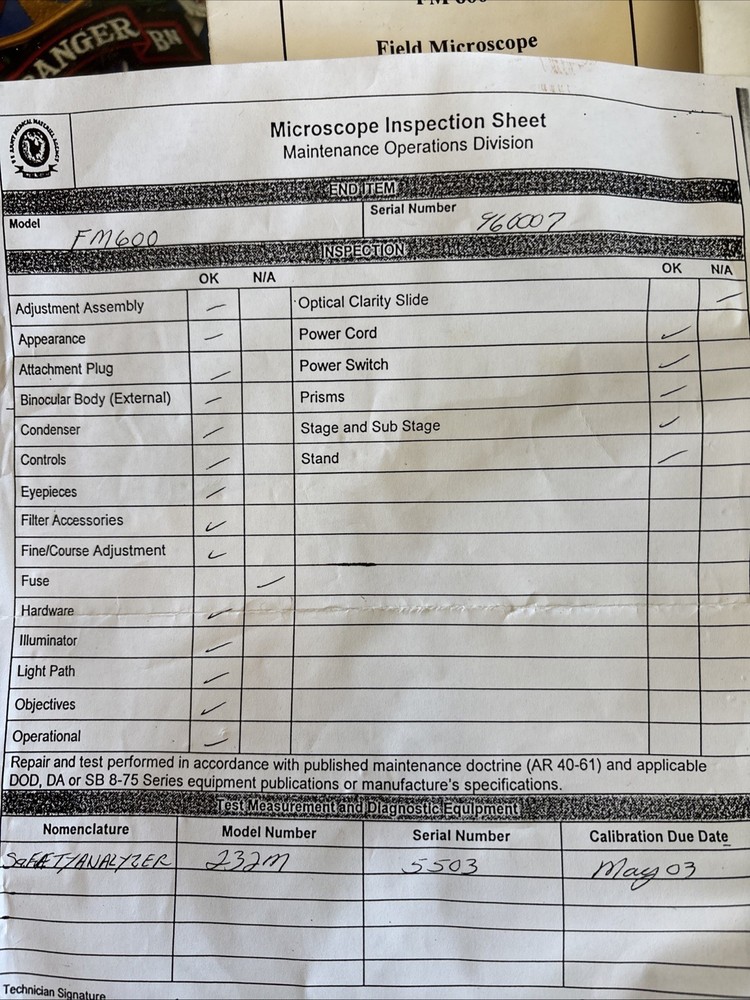 RANGER BN
FM 600
Field Microscope
Microscope Inspection Sheet
Maintenance Operations Division
END ITEM
Model FM600 Serial Number 960007
INSPECTION
OK N/A OK N/A
Adjustment Assembly Optical Clarity Slide
Appearance Power Cord
Attachment Plug Power Switch
Binocular Body (External) Prisms
Condenser Stage and Sub Stage
Controls Stand
Eyepieces
Filter Accessories
Fine/Course Adjustment
Fuse
Hardware
Illuminator
Light Path
Objectives
Operational
Repair and test performed in accordance with published maintenance doctrine (AR 40-61) and applicable
DOD, DA or SB 8-75 Series equipment publications or manufacture's specifications.
Test Measurement and Diagnostic Equipment
Nomenclature Model Number Serial Number Calibration Due Date
SAFETY ANALYZER 232M 5503 May 03
Technician Signature